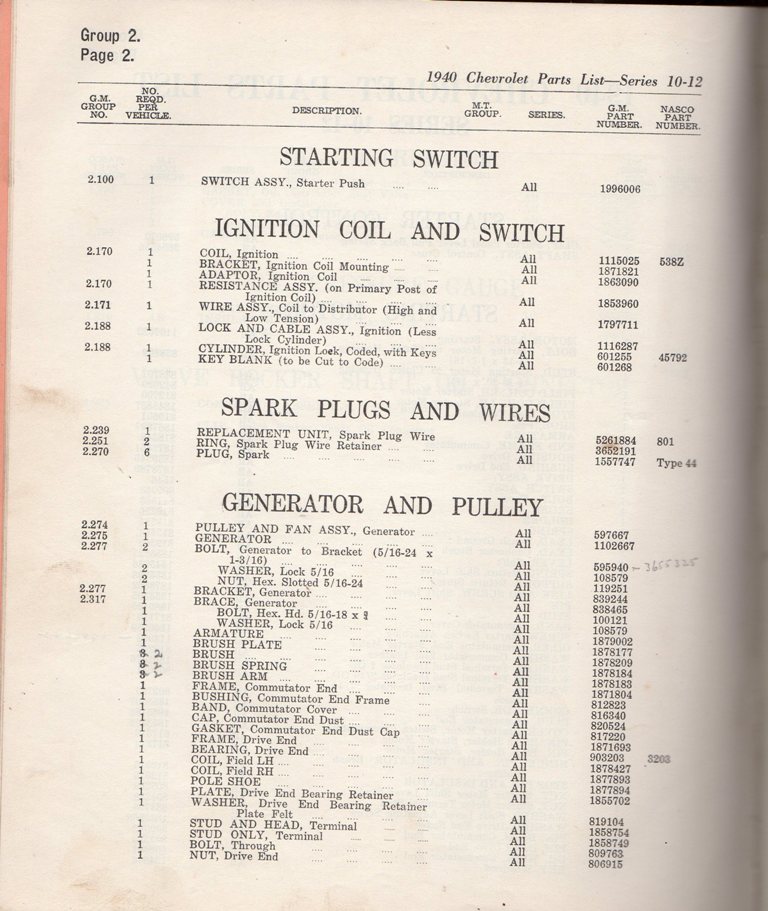 Group 2.
Page 2.
1940 Chevrolet Parts List—Series 10-12
G.M. GROUP NO. NO. REQD. PER VEHICLE. DESCRIPTION. M.T. GROUP. SERIES. G.M. PART NUMBER. NASCO PART NUMBER.
STARTING SWITCH
2.100 1 SWITCH ASSY., Starter Push .... .... All 1996006
IGNITION COIL AND SWITCH
2.170 1 COIL, Ignition .... .... .... .... All 1115025 538Z
1 BRACKET, Ignition Coil Mounting .... .... All 1871821
1 ADAPTOR, Ignition Coil .... .... .... All 1863090
2.170 1 RESISTANCE ASSY. (on Primary Post of
Ignition Coil) .... .... .... .... All 1853960
2.171 1 WIRE ASSY., Coil to Distributor (High and
Low Tension) .... .... .... All 1797711
2.188 1 LOCK AND CABLE ASSY., Ignition (Less
Lock Cylinder) .... .... .... All 1116287
2.188 1 CYLINDER, Ignition Lock, Coded, with Keys All 601255 45792
1 KEY BLANK (to be Cut to Code) .... .... All 601268
SPARK PLUGS AND WIRES
2.239 1 REPLACEMENT UNIT, Spark Plug Wire All 5261884 801
2.251 2 RING, Spark Plug Wire Retainer .... .... All 3652191
2.270 6 PLUG, Spark .... .... .... .... All 1557747 Type 44
GENERATOR AND PULLEY
2.274 1 PULLEY AND FAN ASSY., Generator .... All 597667
2.275 1 GENERATOR .... .... .... .... All 1102667
2.277 2 BOLT, Generator to Bracket (5/16-24 x
1-3/16) .... .... .... .... All 595940 – 3655325
2 WASHER, Lock 5/16 .... .... .... All 108579
2 NUT, Hex. Slotted 5/16-24 .... .... All 119251
2.277 1 BRACKET, Generator .... .... .... All 839244
2.317 1 BRACE, Generator .... .... .... All 838465
1 BOLT, Hex. Hd. 5/16-18 x ¾ .... .... All 100121
1 WASHER, Lock 5/16 .... .... .... All 108579
1 ARMATURE .... .... .... .... All 1879002
1 BRUSH PLATE .... .... .... .... All 1878177
3 2 BRUSH .... .... .... .... All 1878209
3 2 BRUSH SPRING .... .... .... .... All 1878184
3 2 BRUSH ARM .... .... .... .... All 1878183
1 FRAME, Commutator End .... .... .... All 1871804
1 BUSHING, Commutator End Frame .... All 812823
1 BAND, Commutator Cover .... .... .... All 816340
1 CAP, Commutator End Dust .... .... .... All 820524
1 GASKET, Commutator End Dust Cap .... All 817220
1 FRAME, Drive End .... .... .... .... All 1871693
1 BEARING, Drive End .... .... .... .... All 903203 3203
1 COIL, Field LH .... .... .... .... All 1878427
1 COIL, Field RH .... .... .... .... All 1877893
1 POLE SHOE .... .... .... .... All 1877894
1 PLATE, Drive End Bearing Retainer .... All 1855702
1 WASHER, Drive End Bearing Retainer
Plate Felt .... .... .... .... All 819104
1 STUD AND HEAD, Terminal .... .... All 1858754
1 STUD ONLY, Terminal .... .... .... All 1858749
1 BOLT, Through .... .... .... .... All 809763
1 NUT, Drive End .... .... .... .... All 806915